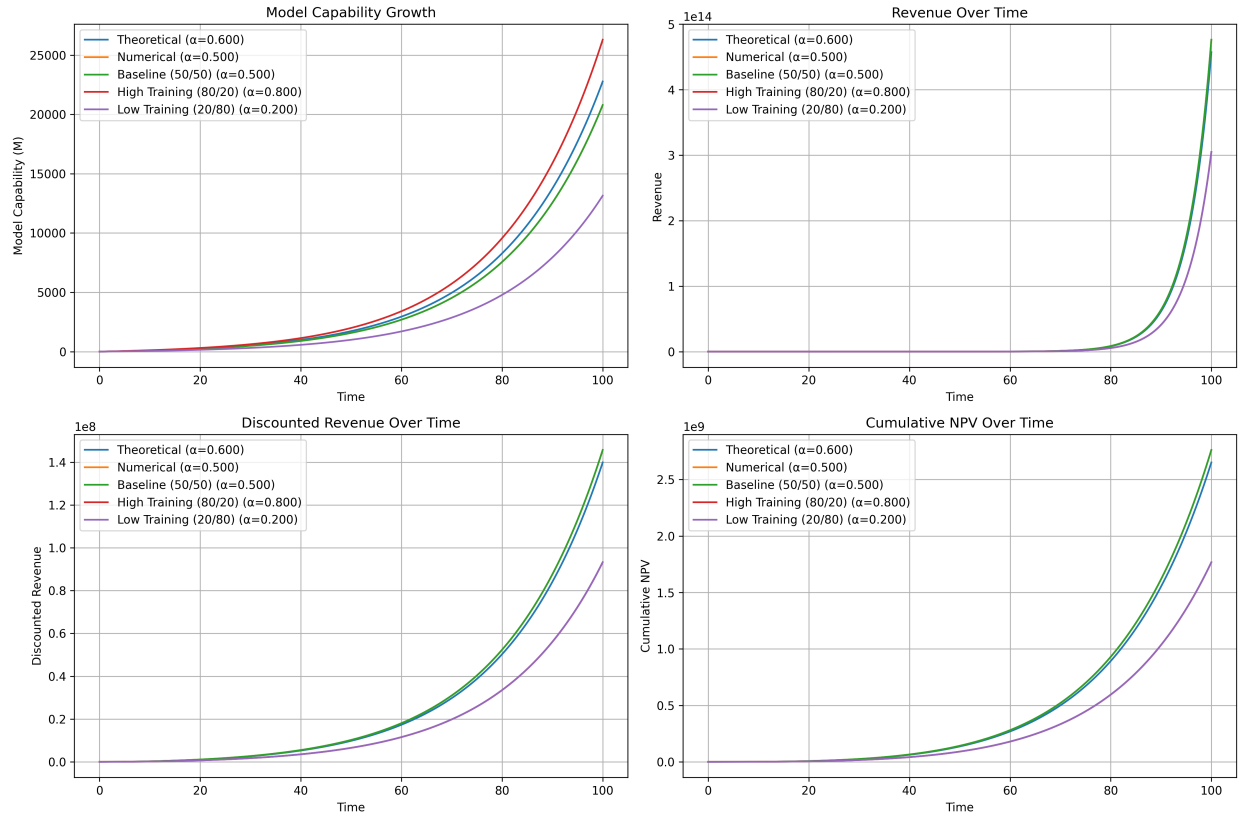 Model Capability Growth
Theoretical (α=0.600)
Numerical (α=0.500)
Baseline (50/50) (α=0.500)
High Training (80/20) (α=0.800)
Low Training (20/80) (α=0.200)
Model Capability (M)
25000
20000
15000
10000
5000
0
0 20 40 60 80 100
Time
Revenue Over Time
1e14
Theoretical (α=0.600)
Numerical (α=0.500)
Baseline (50/50) (α=0.500)
High Training (80/20) (α=0.800)
Low Training (20/80) (α=0.200)
Revenue
5
4
3
2
1
0
0 20 40 60 80 100
Time
Discounted Revenue Over Time
1e8
Theoretical (α=0.600)
Numerical (α=0.500)
Baseline (50/50) (α=0.500)
High Training (80/20) (α=0.800)
Low Training (20/80) (α=0.200)
Discounted Revenue
1.4
1.2
1.0
0.8
0.6
0.4
0.2
0.0
0 20 40 60 80 100
Time
Cumulative NPV Over Time
1e9
Theoretical (α=0.600)
Numerical (α=0.500)
Baseline (50/50) (α=0.500)
High Training (80/20) (α=0.800)
Low Training (20/80) (α=0.200)
Cumulative NPV
2.5
2.0
1.5
1.0
0.5
0.0
0 20 40 60 80 100
Time